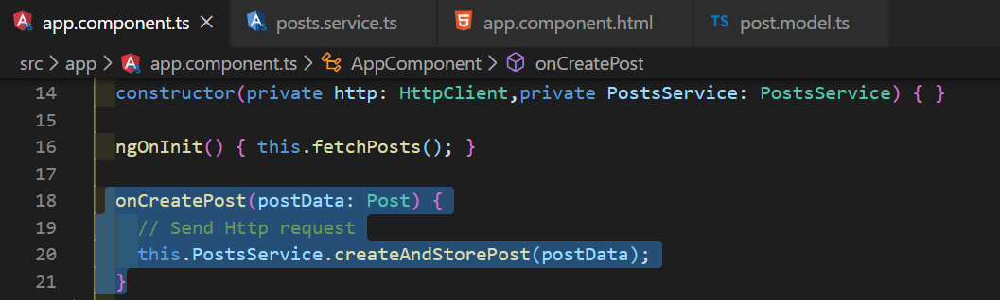 app.component.ts posts.service.ts app.component.html TS post.model.ts
src > app > app.component.ts > AppComponent > onCreatePost
14 constructor(private http: HttpClient,private PostsService: PostsService) { }
15
16 ngOnInit() { this.fetchPosts(); }
17
18 onCreatePost(postData: Post) {
19 // Send Http request
20 this.PostsService.createAndStorePost(postData);
21 }